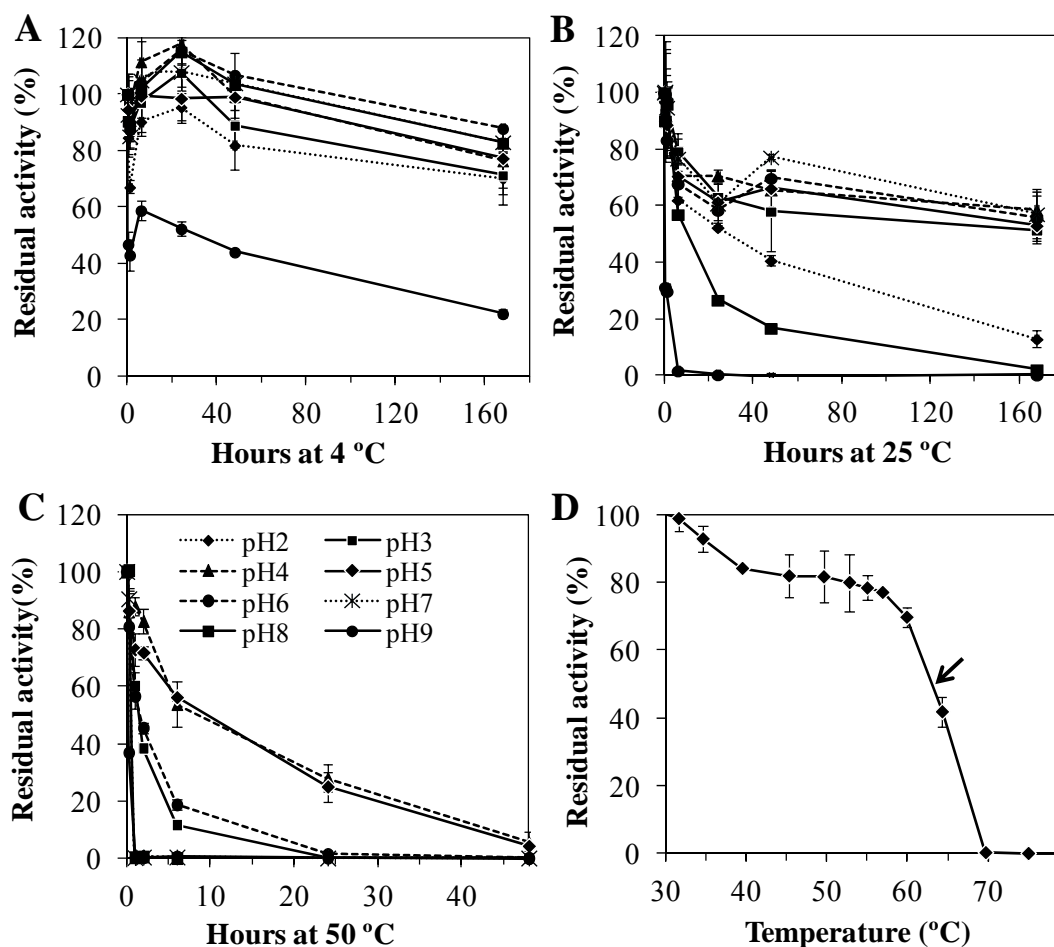 A
Residual activity (%)
120
100
80
60
40
20
0
0 40 80 120 160
Hours at 4 ºC
B
Residual activity (%)
120
100
80
60
40
20
0
0 40 80 120 160
Hours at 25 ºC
C
Residual activity(%)
120
100
80
60
40
20
0
pH2 pH3
pH4 pH5
pH6 pH7
pH8 pH9
0 10 20 30 40
Hours at 50 ºC
D
Residual activity (%)
100
80
60
40
20
0
30 40 50 60 70
Temperature (ºC)